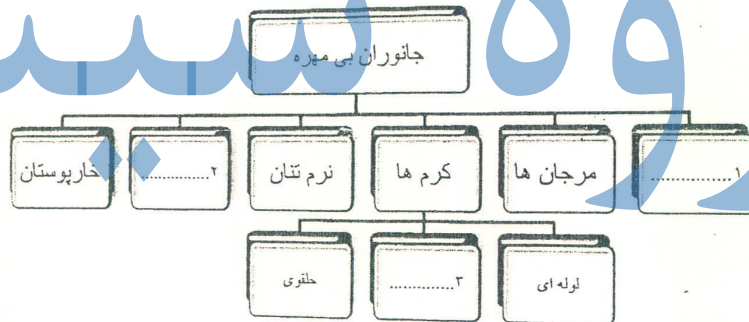 جانوران بی مهره
۱...............
مرجان ها
کرم ها
نرم تنان
۲..............
خارپوستان
لوله ای
۳..............
حلقوی